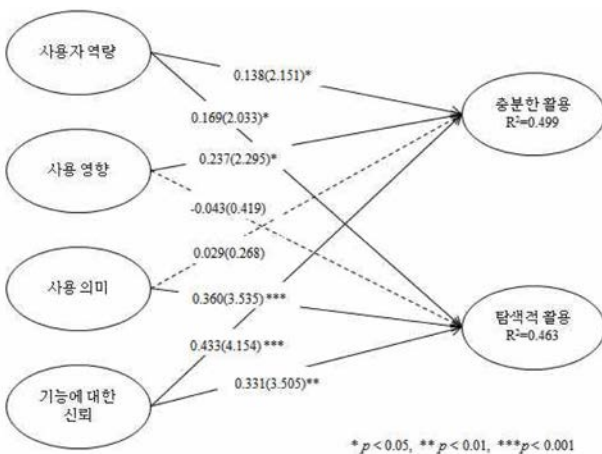 사용자 역량
0.138(2.151)*
충분한 활용
R²=0.499
0.169(2.033)*
사용 영향
0.237(2.295)*
-0.043(0.419)
0.029(0.268)
사용 의미
0.360(3.535)***
탐색적 활용
R²=0.463
0.433(4.154)***
0.331(3.505)**
기능에 대한
신뢰
* p < 0.05, ** p < 0.01, ***p < 0.001